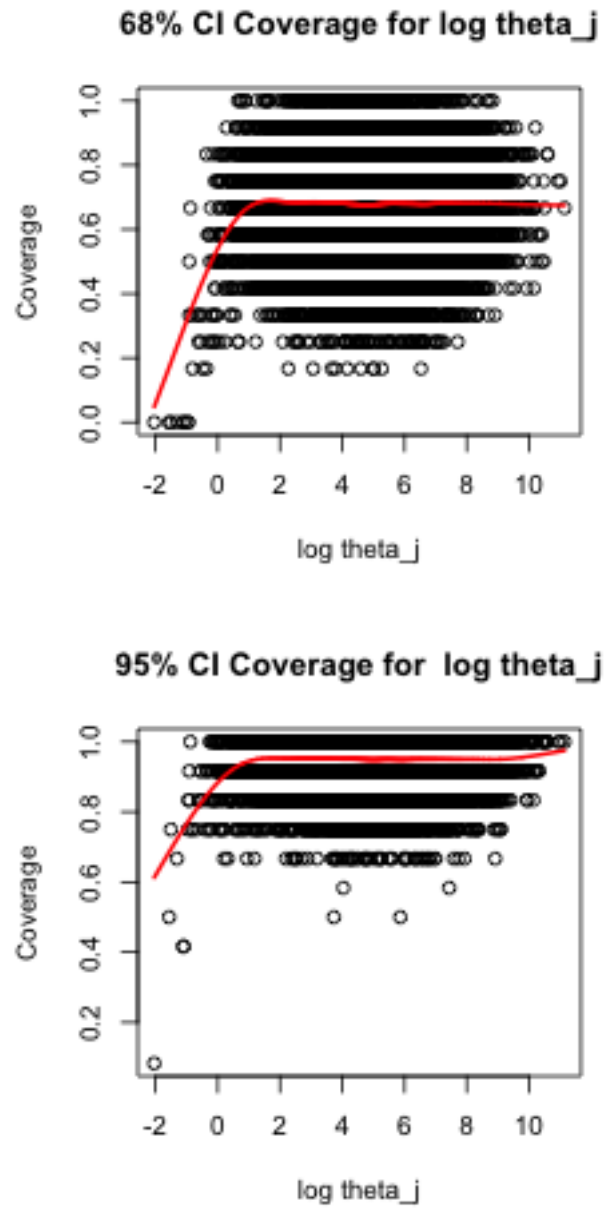 68% CI Coverage for log theta_j
1.0
0.8
0.6
0.4
0.2
0.0
Coverage
-2 0 2 4 6 8 10
log theta_j
95% CI Coverage for  log theta_j
1.0
0.8
0.6
0.4
0.2
Coverage
-2 0 2 4 6 8 10
log theta_j